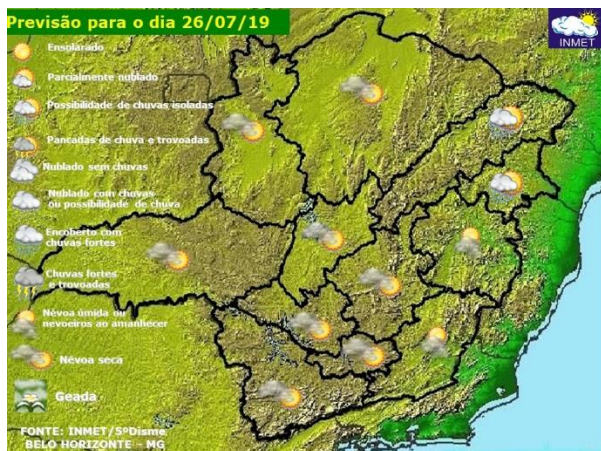 Previsão para o dia 26/07/19
INMET
Ensolarado
Parcialmente nublado
Possibilidade de chuvas isoladas
Pancadas de chuva e trovoadas
Nublado sem chuvas
Nublado com chuvas
ou possibilidade de chuva
Encoberto com
chuvas fortes
Chuvas fortes
e trovoadas
Névoa úmida ou
nevoeiros ao amanhecer
Névoa seca
Geada
FONTE: INMET/5ºDisme
BELO HORIZONTE - MG